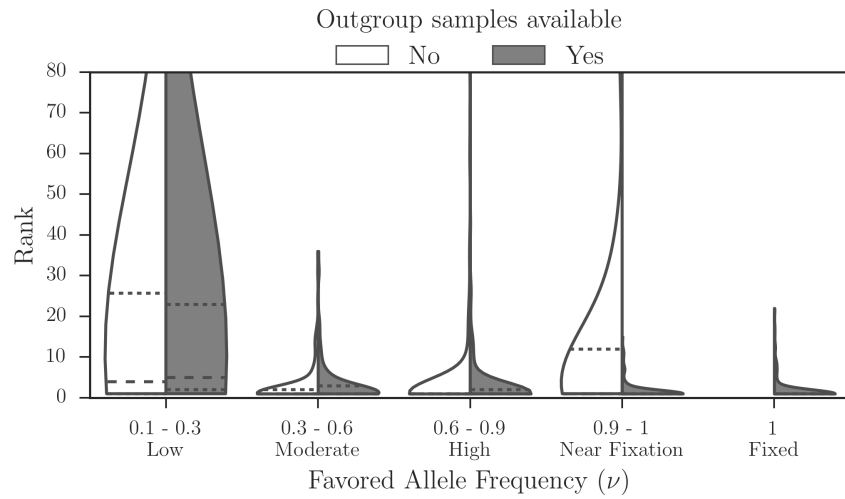 Outgroup samples available
No Yes
80
70
60
50
40
30
20
10
0
Rank
0.1 - 0.3 0.3 - 0.6 0.6 - 0.9 0.9 - 1 1
Low Moderate High Near Fixation Fixed
Favored Allele Frequency (ν)